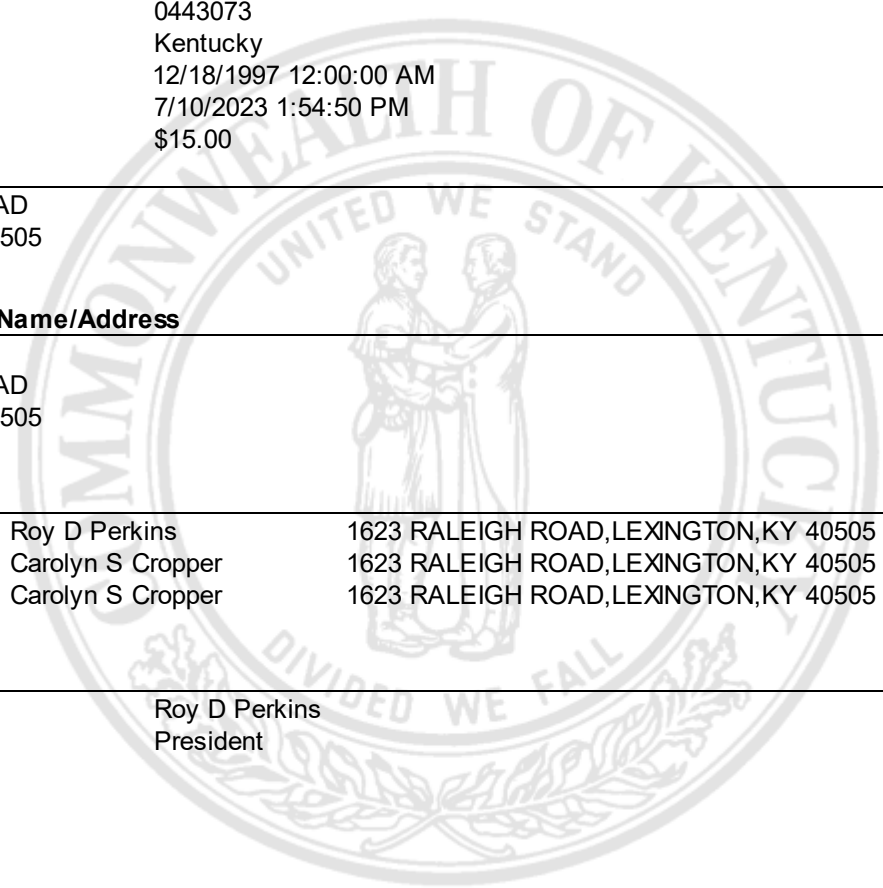 0443073
Kentucky
12/18/1997 12:00:00 AM
7/10/2023 1:54:50 PM
$15.00
AD
505
Name/Address
AD
505
Roy D Perkins 1623 RALEIGH ROAD,LEXINGTON,KY 40505
Carolyn S Cropper 1623 RALEIGH ROAD,LEXINGTON,KY 40505
Carolyn S Cropper 1623 RALEIGH ROAD,LEXINGTON,KY 40505
Roy D Perkins
President
COMMONWEALTH OF KENTUCKY
UNITED WE STAND
DIVIDED WE FALL